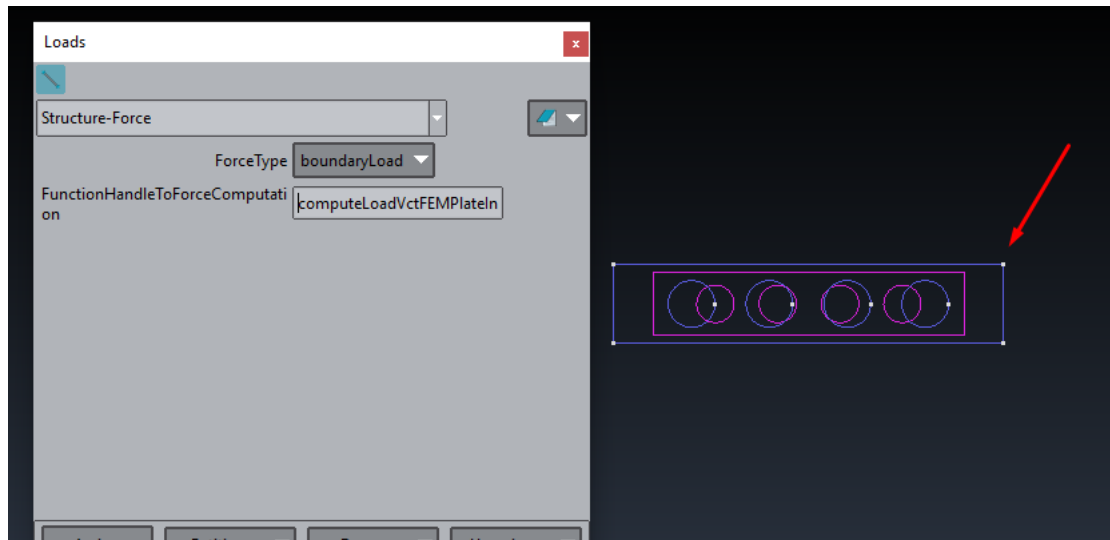 Loads
x
Structure-Force
ForceType boundaryLoad
FunctionHandleToForceComputati
on
computeLoadVctFEMPlateIn